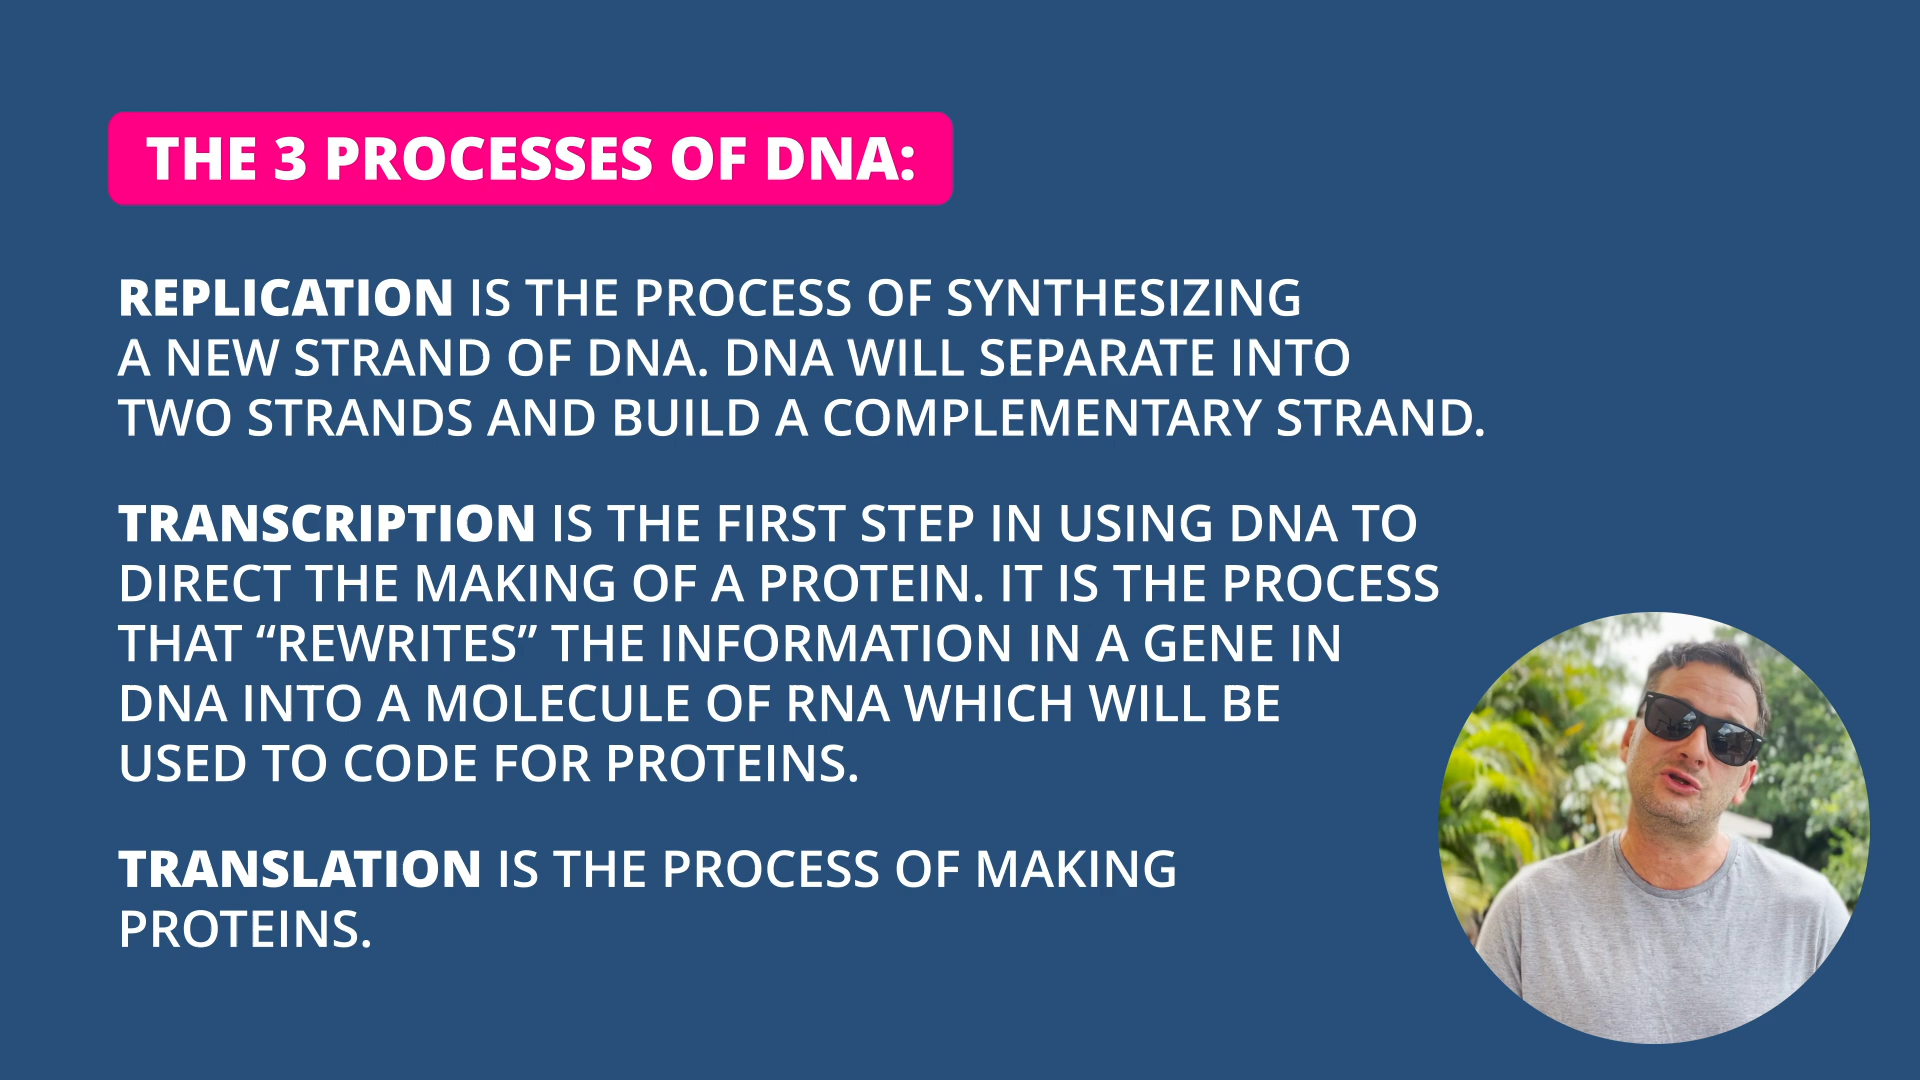 THE 3 PROCESSES OF DNA:
REPLICATION IS THE PROCESS OF SYNTHESIZING
A NEW STRAND OF DNA. DNA WILL SEPARATE INTO
TWO STRANDS AND BUILD A COMPLEMENTARY STRAND.
TRANSCRIPTION IS THE FIRST STEP IN USING DNA TO
DIRECT THE MAKING OF A PROTEIN. IT IS THE PROCESS
THAT “REWRITES” THE INFORMATION IN A GENE IN
DNA INTO A MOLECULE OF RNA WHICH WILL BE
USED TO CODE FOR PROTEINS.
TRANSLATION IS THE PROCESS OF MAKING
PROTEINS.